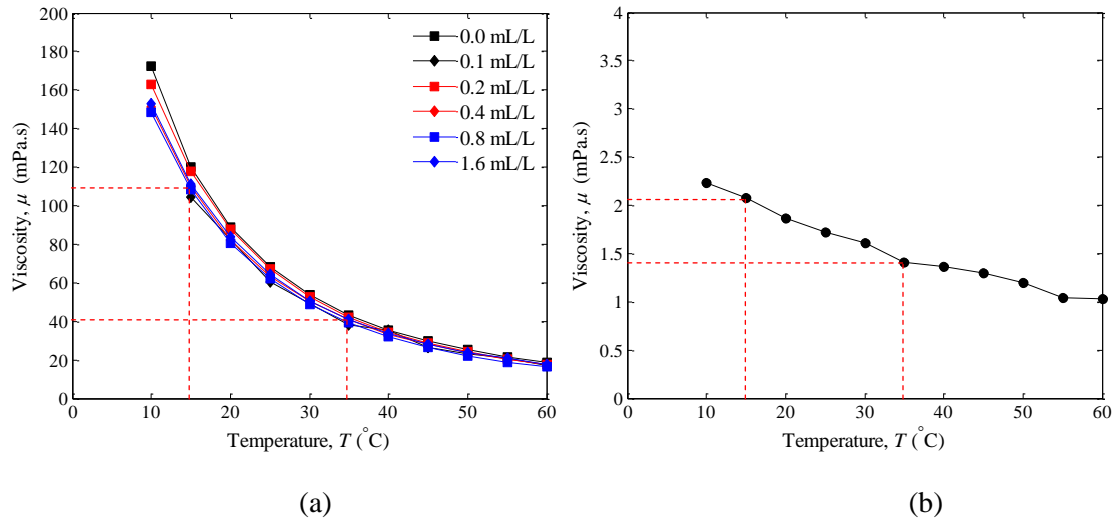 200
180
160
140
120
100
80
60
40
20
0
0 10 20 30 40 50 60
Viscosity, μ (mPa.s)
Temperature, T (°C)
0.0 mL/L
0.1 mL/L
0.2 mL/L
0.4 mL/L
0.8 mL/L
1.6 mL/L
(a)
4
3.5
3
2.5
2
1.5
1
0.5
0
0 10 20 30 40 50 60
Viscosity, μ (mPa.s)
Temperature, T (°C)
(b)